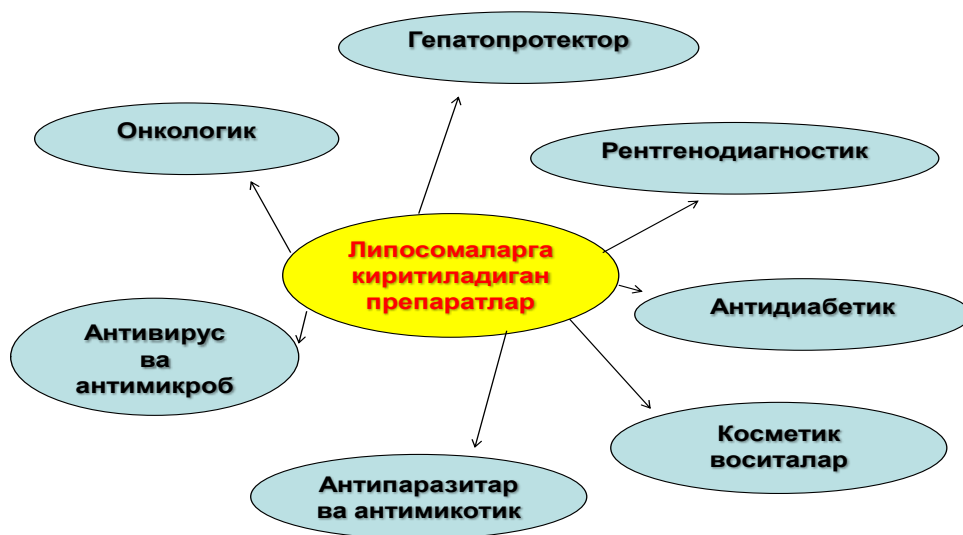 Гепатопротектор
Онкологик
Рентгенодиагностик
Липосомаларга
киритиладиган
препаратлар
Антидиабетик
Антивирус
ва
антимикроб
Косметик
воситалар
Антипаразитар
ва антимикотик